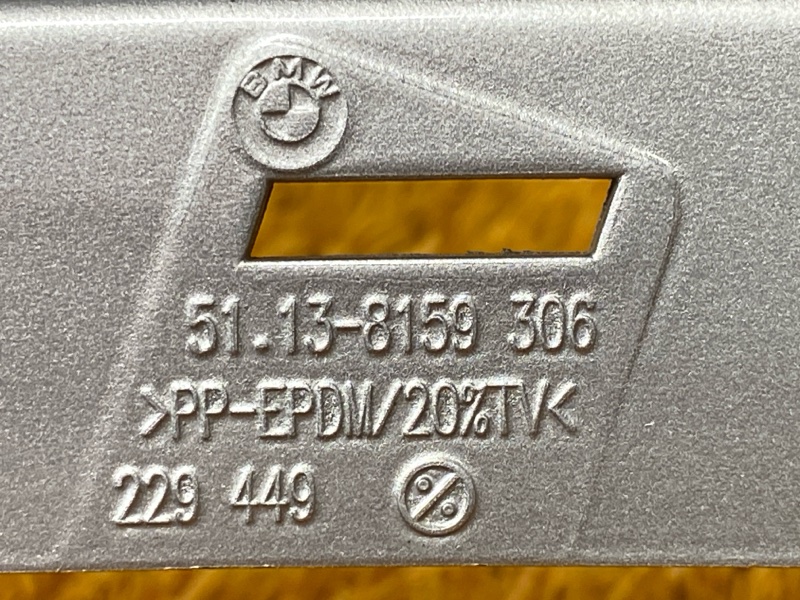 BMW
51.13-8159 306
>PP-EPDM/20%TV<
229 449